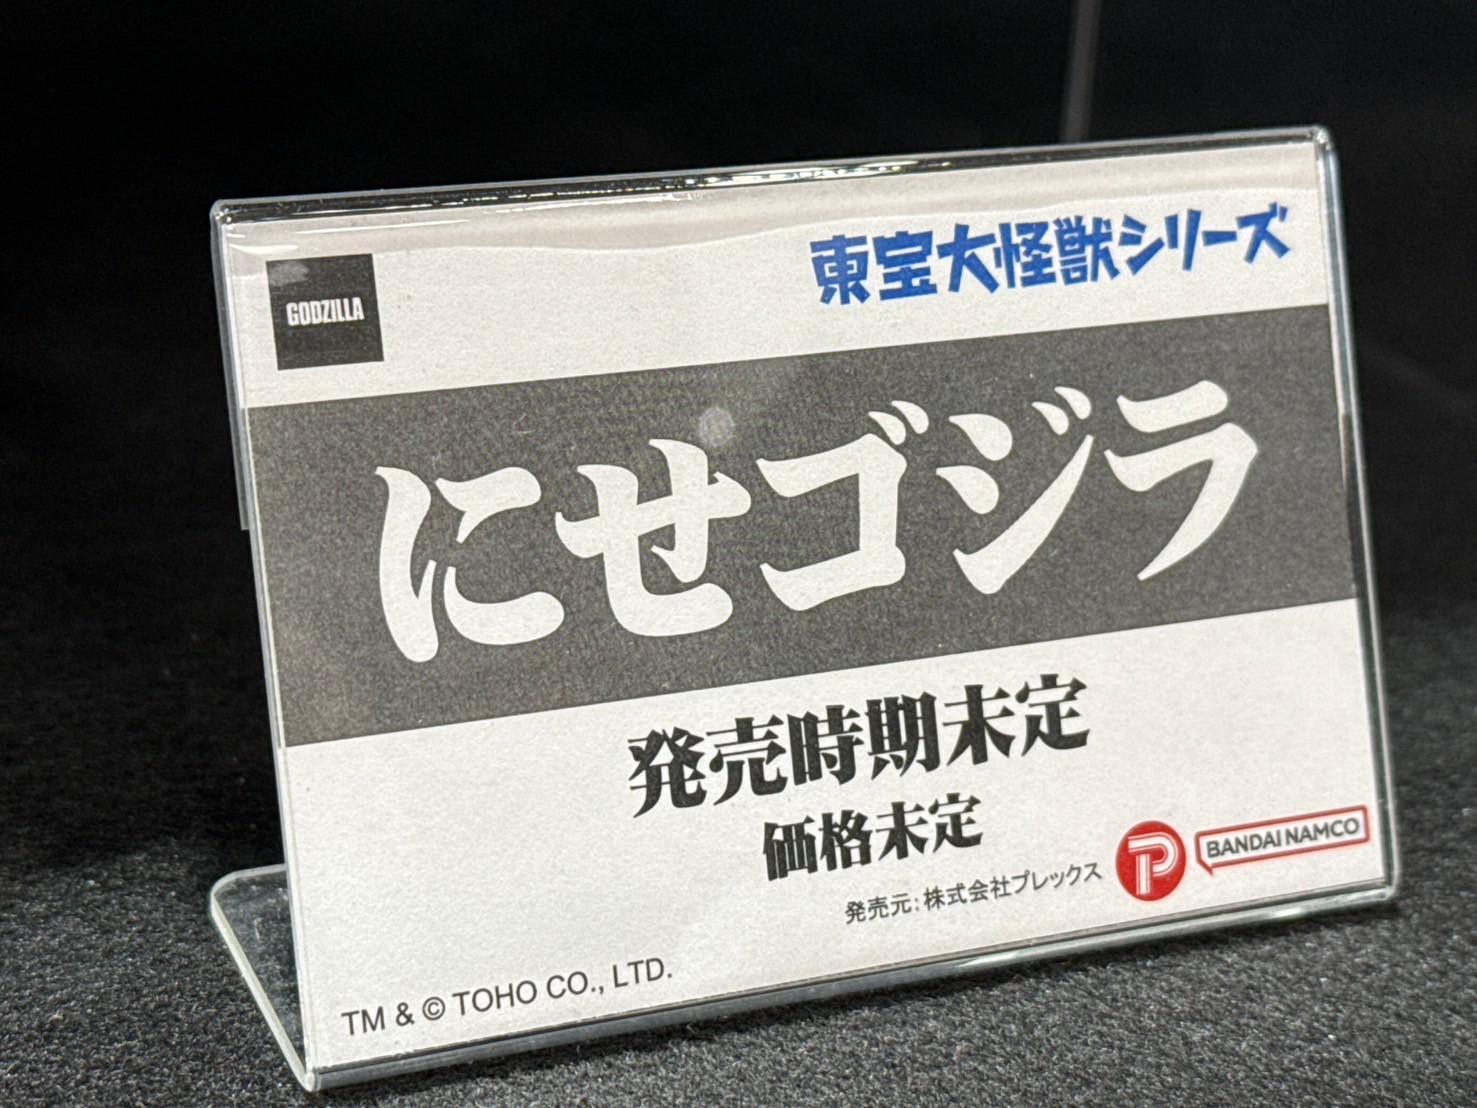 東宝大怪獣シリーズ
GODZILLA
にせゴジラ
発売時期未定
価格未定
発売元：株式会社プレックス
P
BANDAI NAMCO
TM & © TOHO CO., LTD.